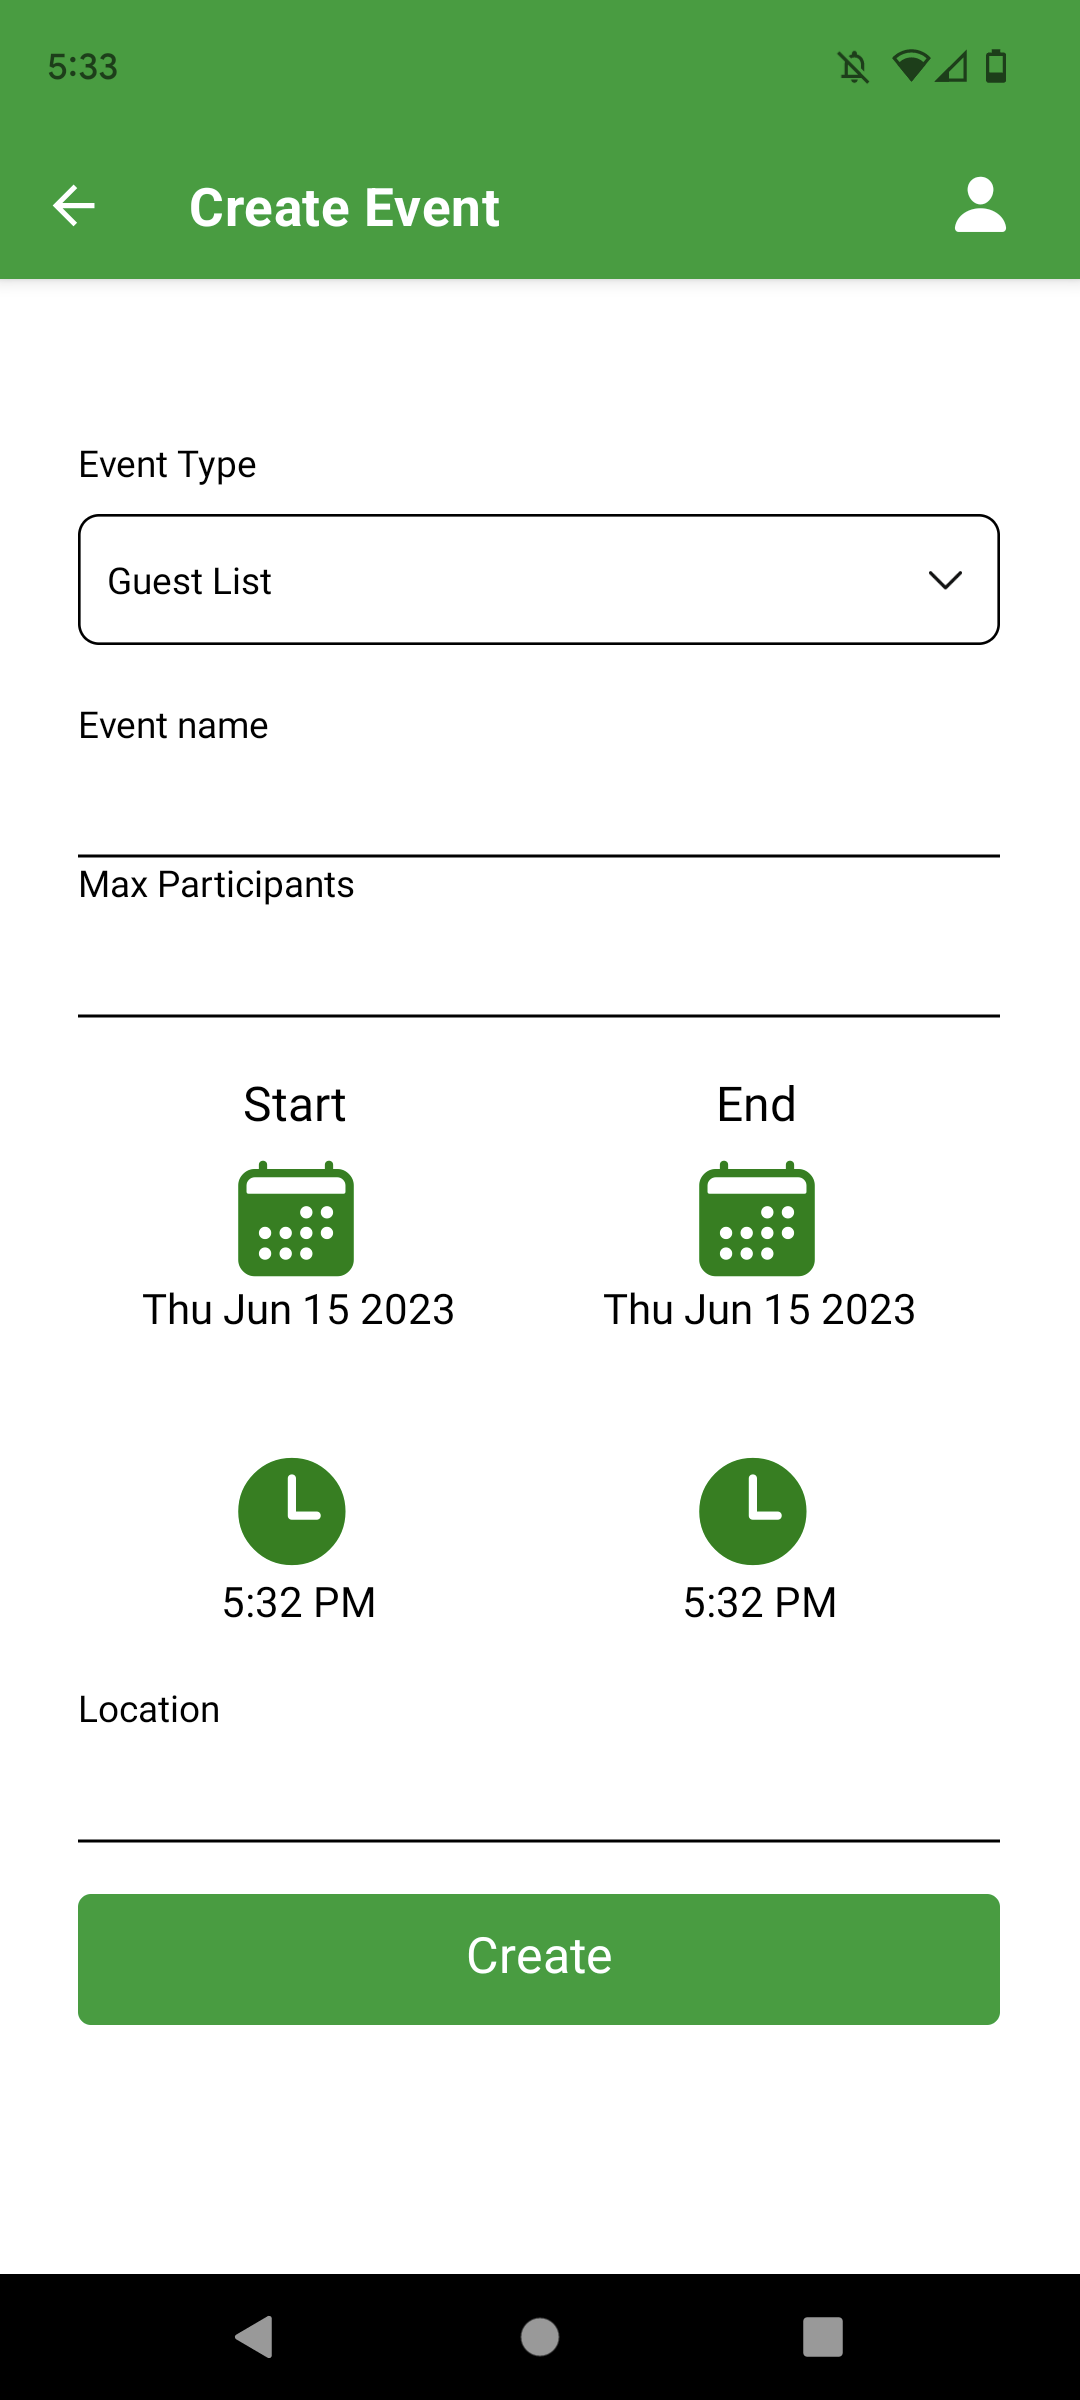 5:33
Create Event
Event Type
Guest List
Event name
Max Participants
Start End
Thu Jun 15 2023 Thu Jun 15 2023
5:32 PM 5:32 PM
Location
Create